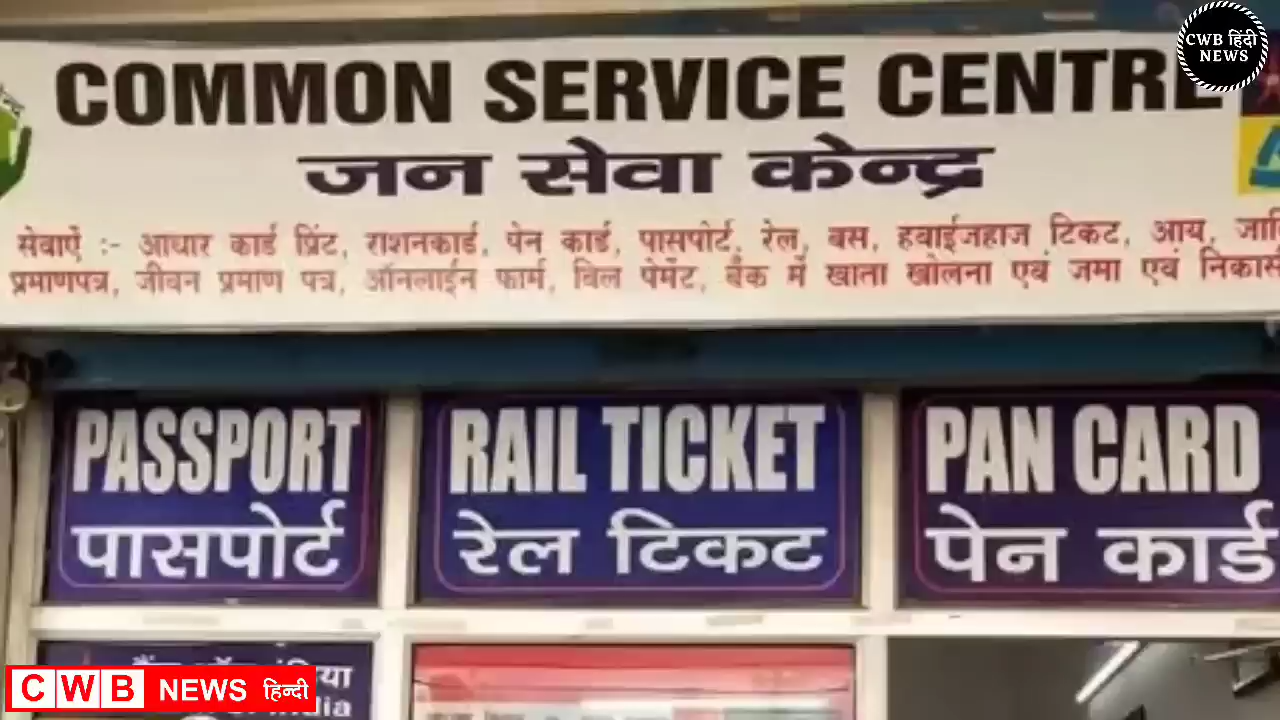 CWB हिंदी
NEWS
COMMON SERVICE CENTRE
जन सेवा केन्द्र
सेवाऐं :- आधार कार्ड प्रिंट, राशनकार्ड, पेन कार्ड, पासपोर्ट, रेल, बस, हवाईजहाज टिकट, आय,
प्रमाणपत्र, जीवन प्रमाण पत्र, ऑनलाईन फार्म, बिल पेमेंट, बैंक में खाता खोलना एवं जमा एवं
PASSPORT
पासपोर्ट
RAIL TICKET
रेल टिकट
PAN CARD
पेन कार्ड
CWB NEWS हिन्दी